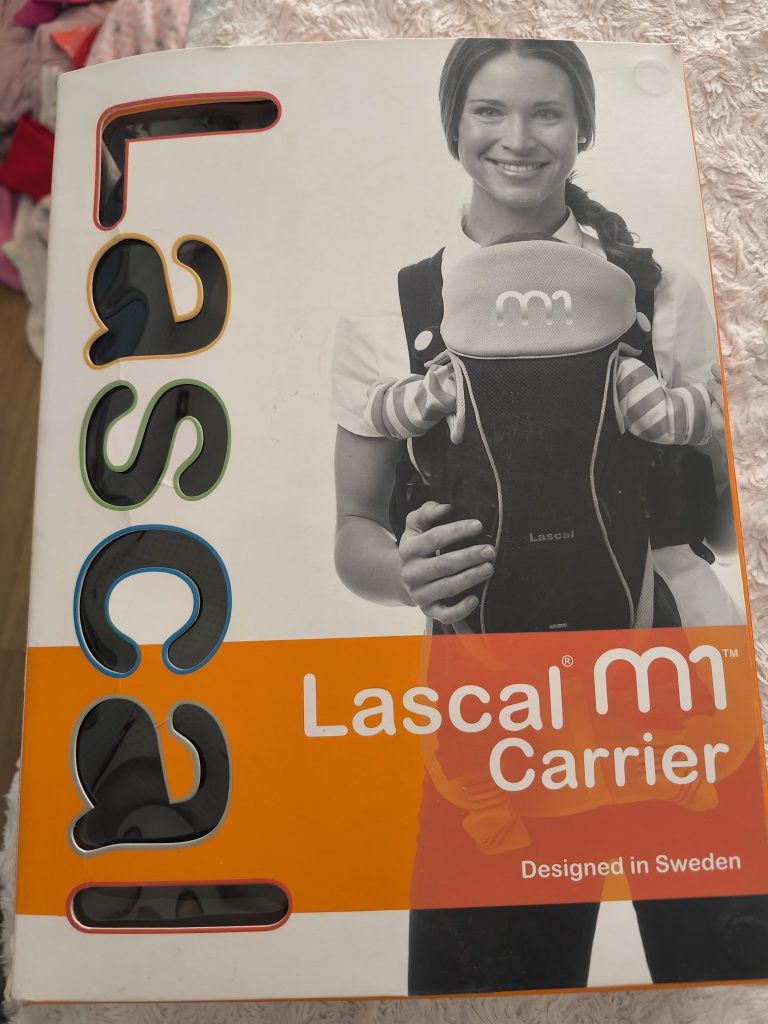 Lascal
m1
Lascal
Lascal® m1™
Carrier
Designed in Sweden